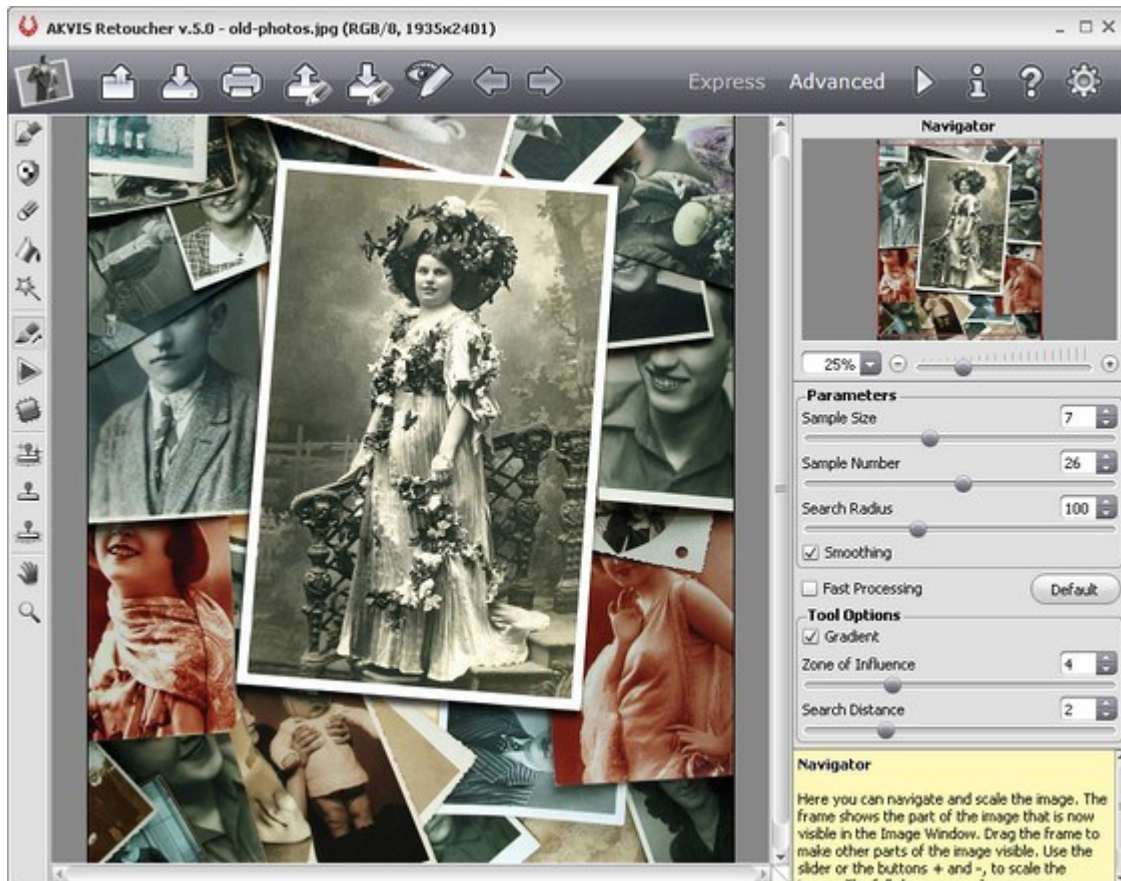 AKVIS Retoucher v.5.0 - old-photos.jpg (RGB/8, 1935x2401)
Express Advanced
Navigator
25%
Parameters
Sample Size 7
Sample Number 26
Search Radius 100
Smoothing
Fast Processing Default
Tool Options
Gradient
Zone of Influence 4
Search Distance 2
Navigator
Here you can navigate and scale the image. The
frame shows the part of the image that is now
visible in the Image Window. Drag the frame to
make other parts of the image visible. Use the
slider or the buttons + and -, to scale the